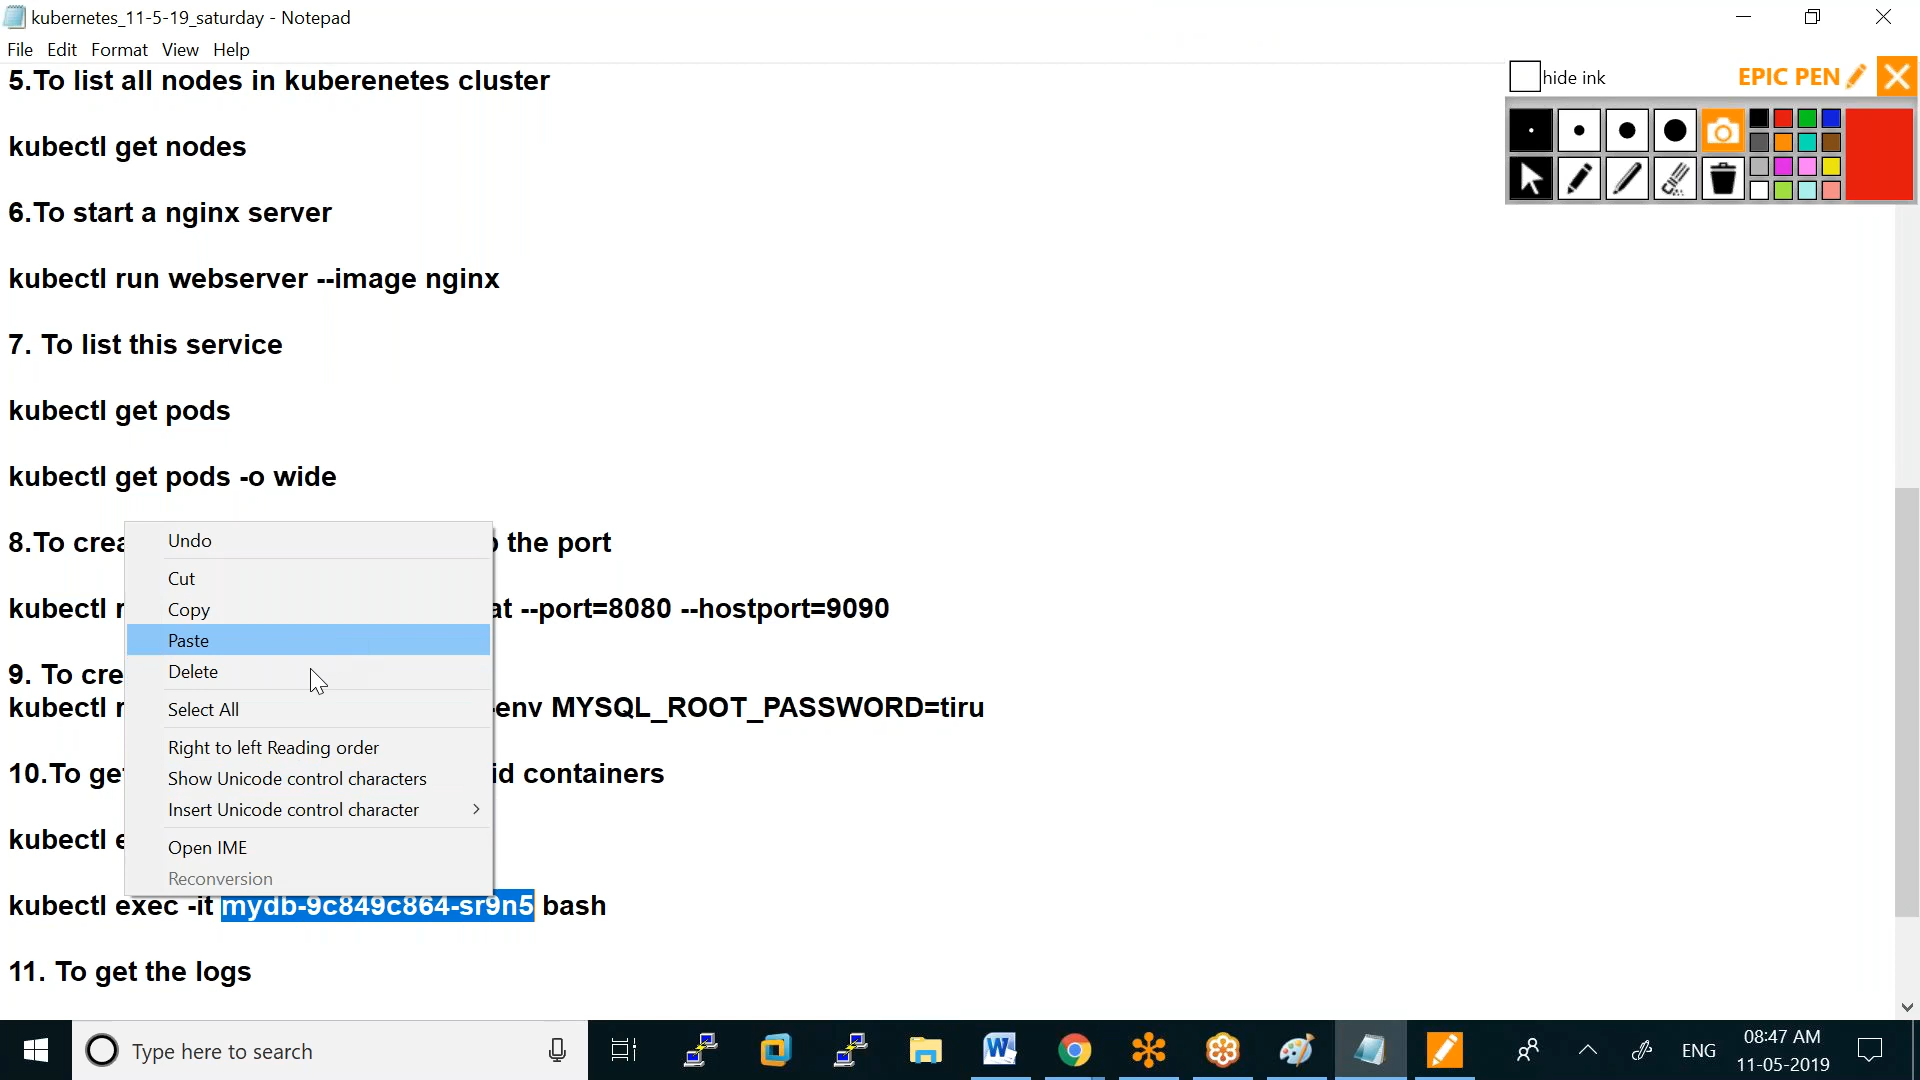 kubernetes_11-5-19_saturday - Notepad
File Edit Format View Help
5.To list all nodes in kuberenetes cluster
hide ink
EPIC PEN
kubectl get nodes
6.To start a nginx server
kubectl run webserver --image nginx
7. To list this service
kubectl get pods
kubectl get pods -o wide
8.To crea
the port
kubectl
at --port=8080 --hostport=9090
9. To cre
kubectl
env MYSQL_ROOT_PASSWORD=tiru
10.To ge
id containers
kubectl e
kubectl exec -it mydb-9c849c864-sr9n5 bash
11. To get the logs
Undo
Cut
Copy
Paste
Delete
Select All
Right to left Reading order
Show Unicode control characters
Insert Unicode control character
Open IME
Reconversion
Type here to search
ENG
08:47 AM
11-05-2019